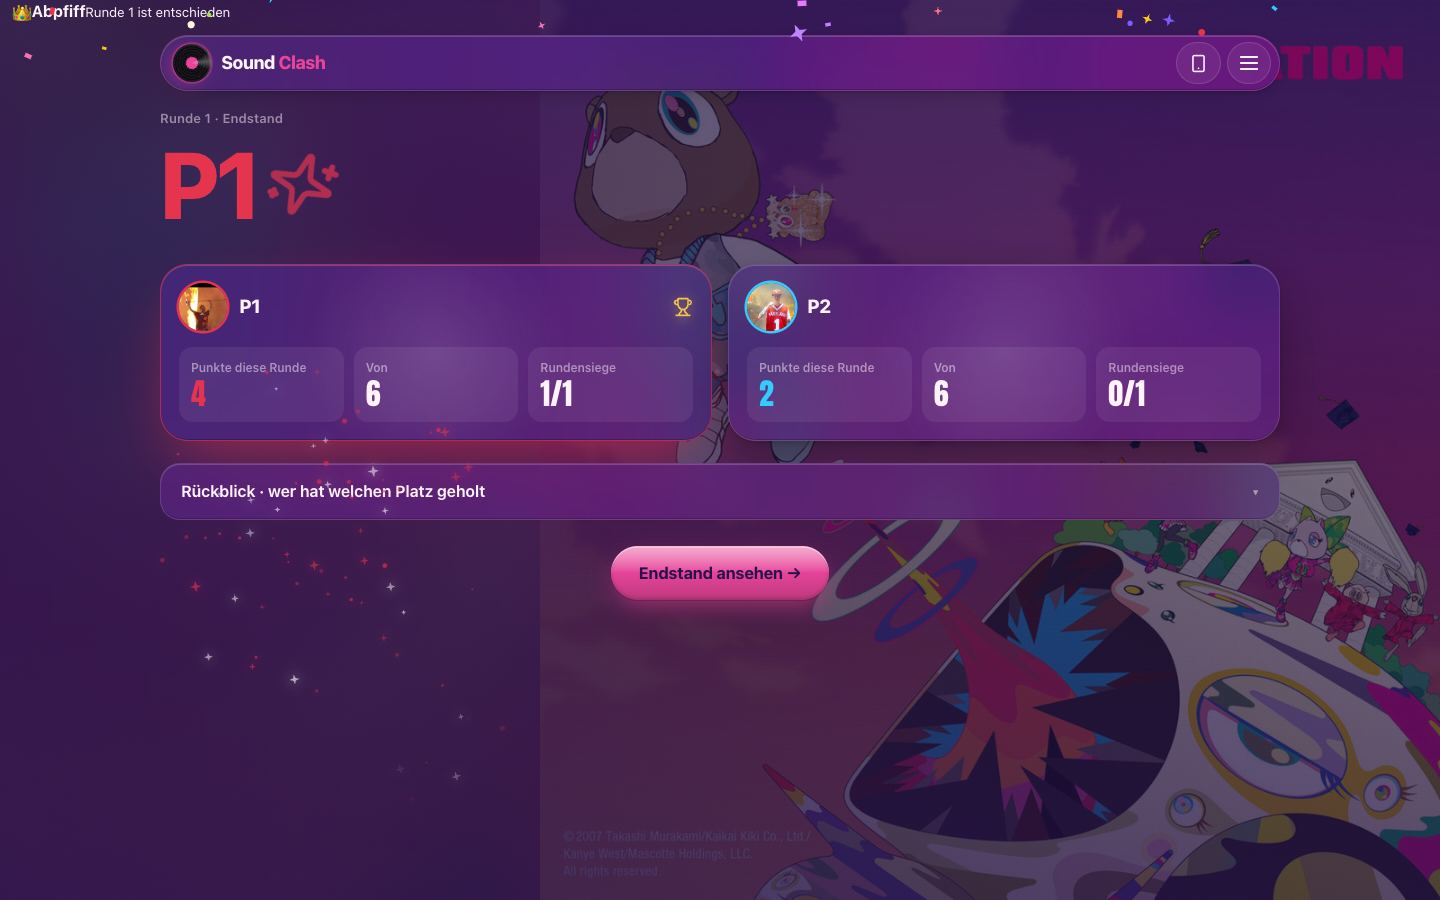 👑AbpfiffRunde 1 ist entschieden
Sound Clash
TION
Runde 1 · Endstand
P1
P1
P2
Punkte diese Runde
4
Von
6
Rundensiege
1/1
Punkte diese Runde
2
Von
6
Rundensiege
0/1
Rückblick · wer hat welchen Platz geholt
Endstand ansehen →
©2007 Takashi Murakami/Kaikai Kiki Co., Ltd./
Kanye West/Mascotte Holdings, LLC.
All rights reserved.